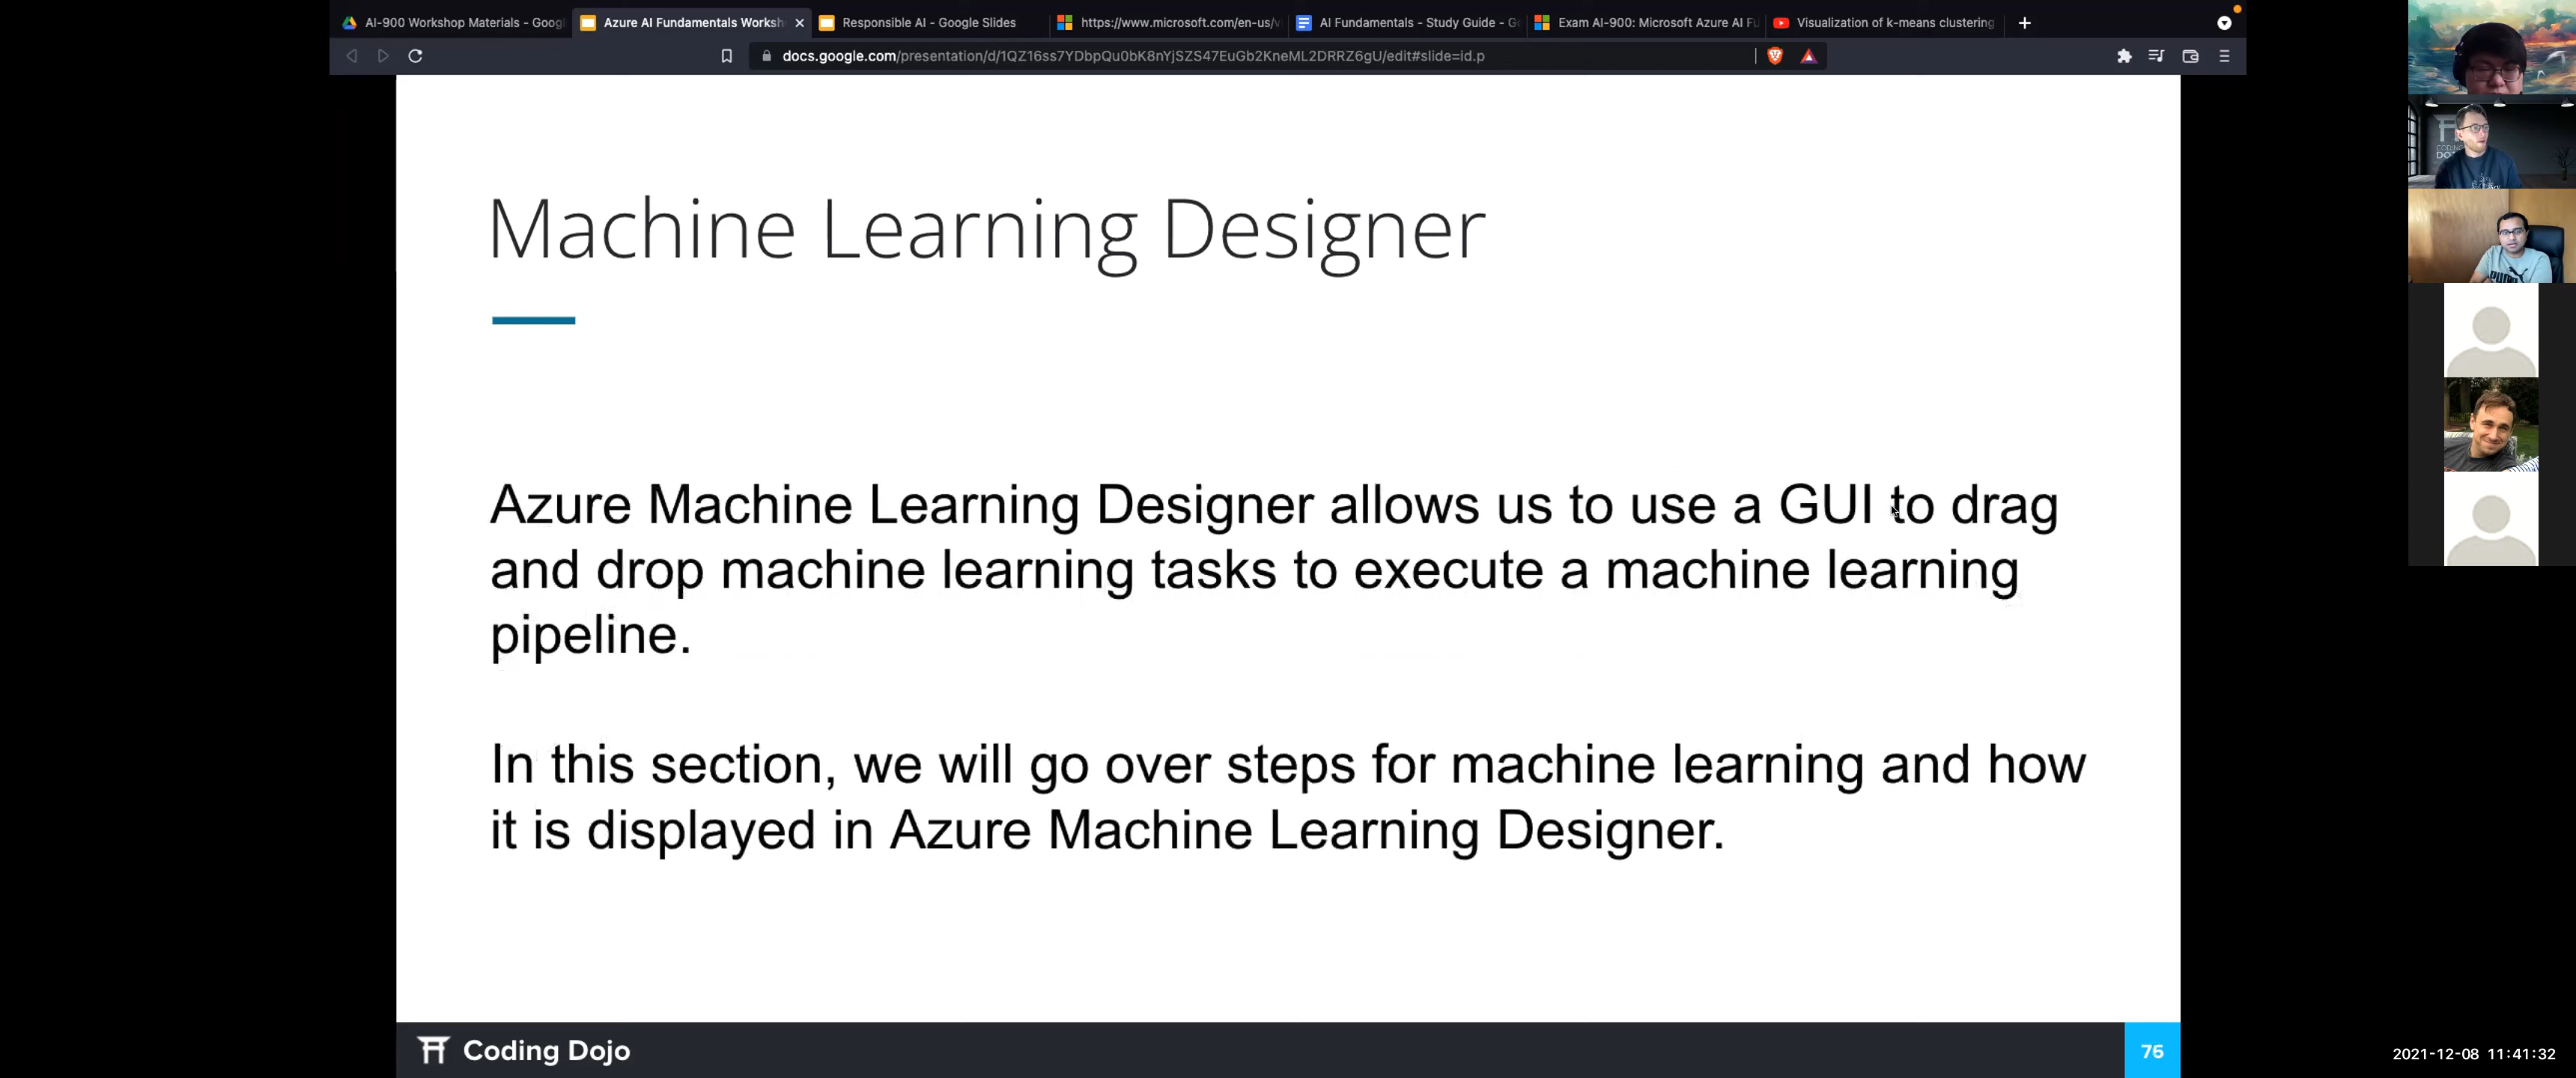 AI-900 Workshop Materials - Googl
Azure AI Fundamentals Worksh
Responsible AI - Google Slides
https://www.microsoft.com/en-us/v
AI Fundamentals - Study Guide - Go
Exam AI-900: Microsoft Azure AI Fu
Visualization of k-means clustering
docs.google.com/presentation/d/1QZ16ss7YDbpQu0bK8nYjSZS47EuGb2KneML2DRRZ6gU/edit#slide=id.p
Machine Learning Designer
Azure Machine Learning Designer allows us to use a GUI to drag
and drop machine learning tasks to execute a machine learning
pipeline.
In this section, we will go over steps for machine learning and how
it is displayed in Azure Machine Learning Designer.
Coding Dojo
76
2021-12-08 11:41:32